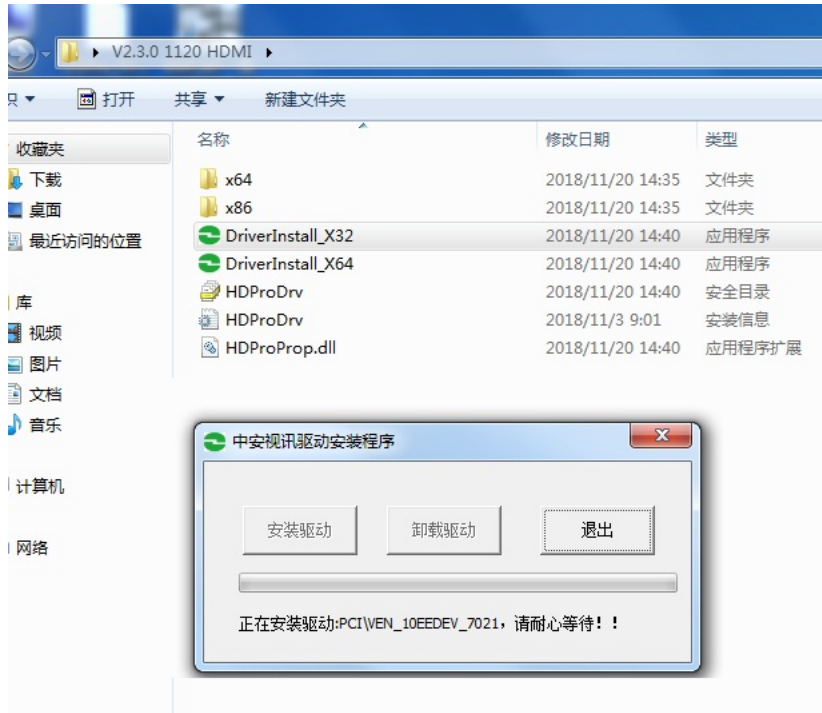 V2.3.0 1120 HDMI
打开 共享 新建文件夹
名称 修改日期 类型
收藏夹
下载
桌面
最近访问的位置
库
视频
图片
文档
音乐
计算机
网络
x64 2018/11/20 14:35 文件夹
x86 2018/11/20 14:35 文件夹
DriverInstall_X32 2018/11/20 14:40 应用程序
DriverInstall_X64 2018/11/20 14:40 应用程序
HDProDrv 2018/11/20 14:40 安全目录
HDProDrv 2018/11/3 9:01 安装信息
HDProProp.dll 2018/11/20 14:40 应用程序扩展
中安视讯驱动安装程序
安装驱动 卸载驱动 退出
正在安装驱动:PCI\VEN_10EEDEV_7021，请耐心等待！！